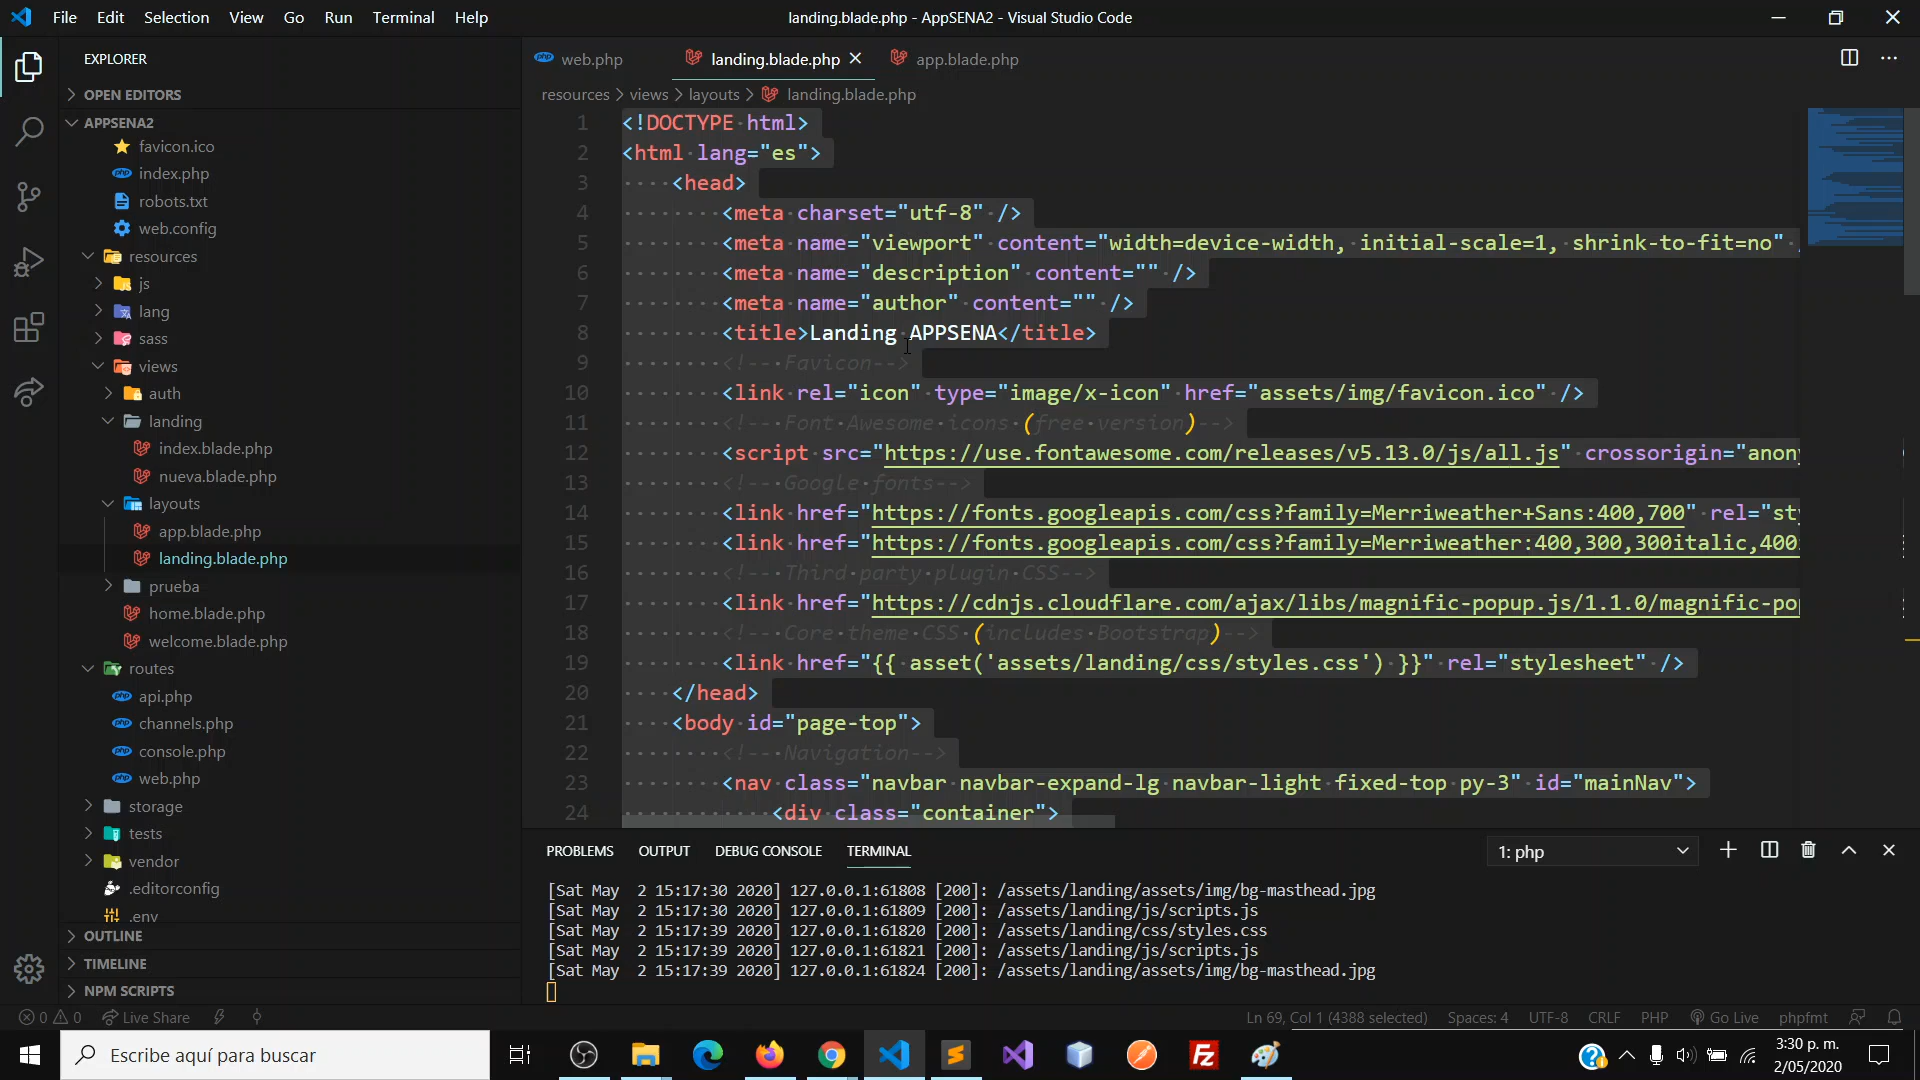 File Edit Selection View Go Run Terminal Help
landing.blade.php - AppSENA2 - Visual Studio Code
EXPLORER
OPEN EDITORS
APPSENA2
favicon.ico
index.php
robots.txt
web.config
resources
js
lang
sass
views
auth
landing
index.blade.php
nueva.blade.php
layouts
app.blade.php
landing.blade.php
prueba
home.blade.php
welcome.blade.php
routes
api.php
channels.php
console.php
web.php
storage
tests
vendor
.editorconfig
.env
OUTLINE
TIMELINE
NPM SCRIPTS
web.php landing.blade.php app.blade.php
resources > views > layouts > landing.blade.php
1 <!DOCTYPE html>
2 <html lang="es">
3 <head>
4 <meta charset="utf-8" />
5 <meta name="viewport" content="width=device-width, initial-scale=1, shrink-to-fit=no"
6 <meta name="description" content="" />
7 <meta name="author" content="" />
8 <title>Landing APPSENA</title>
9 <!-- Favicon-->
10 <link rel="icon" type="image/x-icon" href="assets/img/favicon.ico" />
11 <!-- Font Awesome icons (free version)-->
12 <script src="https://use.fontawesome.com/releases/v5.13.0/js/all.js" crossorigin="anony
13 <!-- Google fonts-->
14 <link href="https://fonts.googleapis.com/css?family=Merriweather+Sans:400,700" rel="sty
15 <link href="https://fonts.googleapis.com/css?family=Merriweather:400,300,300italic,400i
16 <!-- Third party plugin CSS-->
17 <link href="https://cdnjs.cloudflare.com/ajax/libs/magnific-popup.js/1.1.0/magnific-pop
18 <!-- Core theme CSS (includes Bootstrap)-->
19 <link href="{{ asset('assets/landing/css/styles.css') }}" rel="stylesheet" />
20 </head>
21 <body id="page-top">
22 <!-- Navigation-->
23 <nav class="navbar navbar-expand-lg navbar-light fixed-top py-3" id="mainNav">
24 <div class="container">
PROBLEMS OUTPUT DEBUG CONSOLE TERMINAL
1: php
[Sat May  2 15:17:30 2020] 127.0.0.1:61808 [200]: /assets/landing/assets/img/bg-masthead.jpg
[Sat May  2 15:17:30 2020] 127.0.0.1:61809 [200]: /assets/landing/js/scripts.js
[Sat May  2 15:17:39 2020] 127.0.0.1:61820 [200]: /assets/landing/css/styles.css
[Sat May  2 15:17:39 2020] 127.0.0.1:61821 [200]: /assets/landing/js/scripts.js
[Sat May  2 15:17:39 2020] 127.0.0.1:61824 [200]: /assets/landing/assets/img/bg-masthead.jpg
0 0 Live Share
Ln 69, Col 1 (4388 selected) Spaces: 4 UTF-8 CRLF PHP Go Live phpfmt
Escribe aquí para buscar
3:30 p. m.
2/05/2020